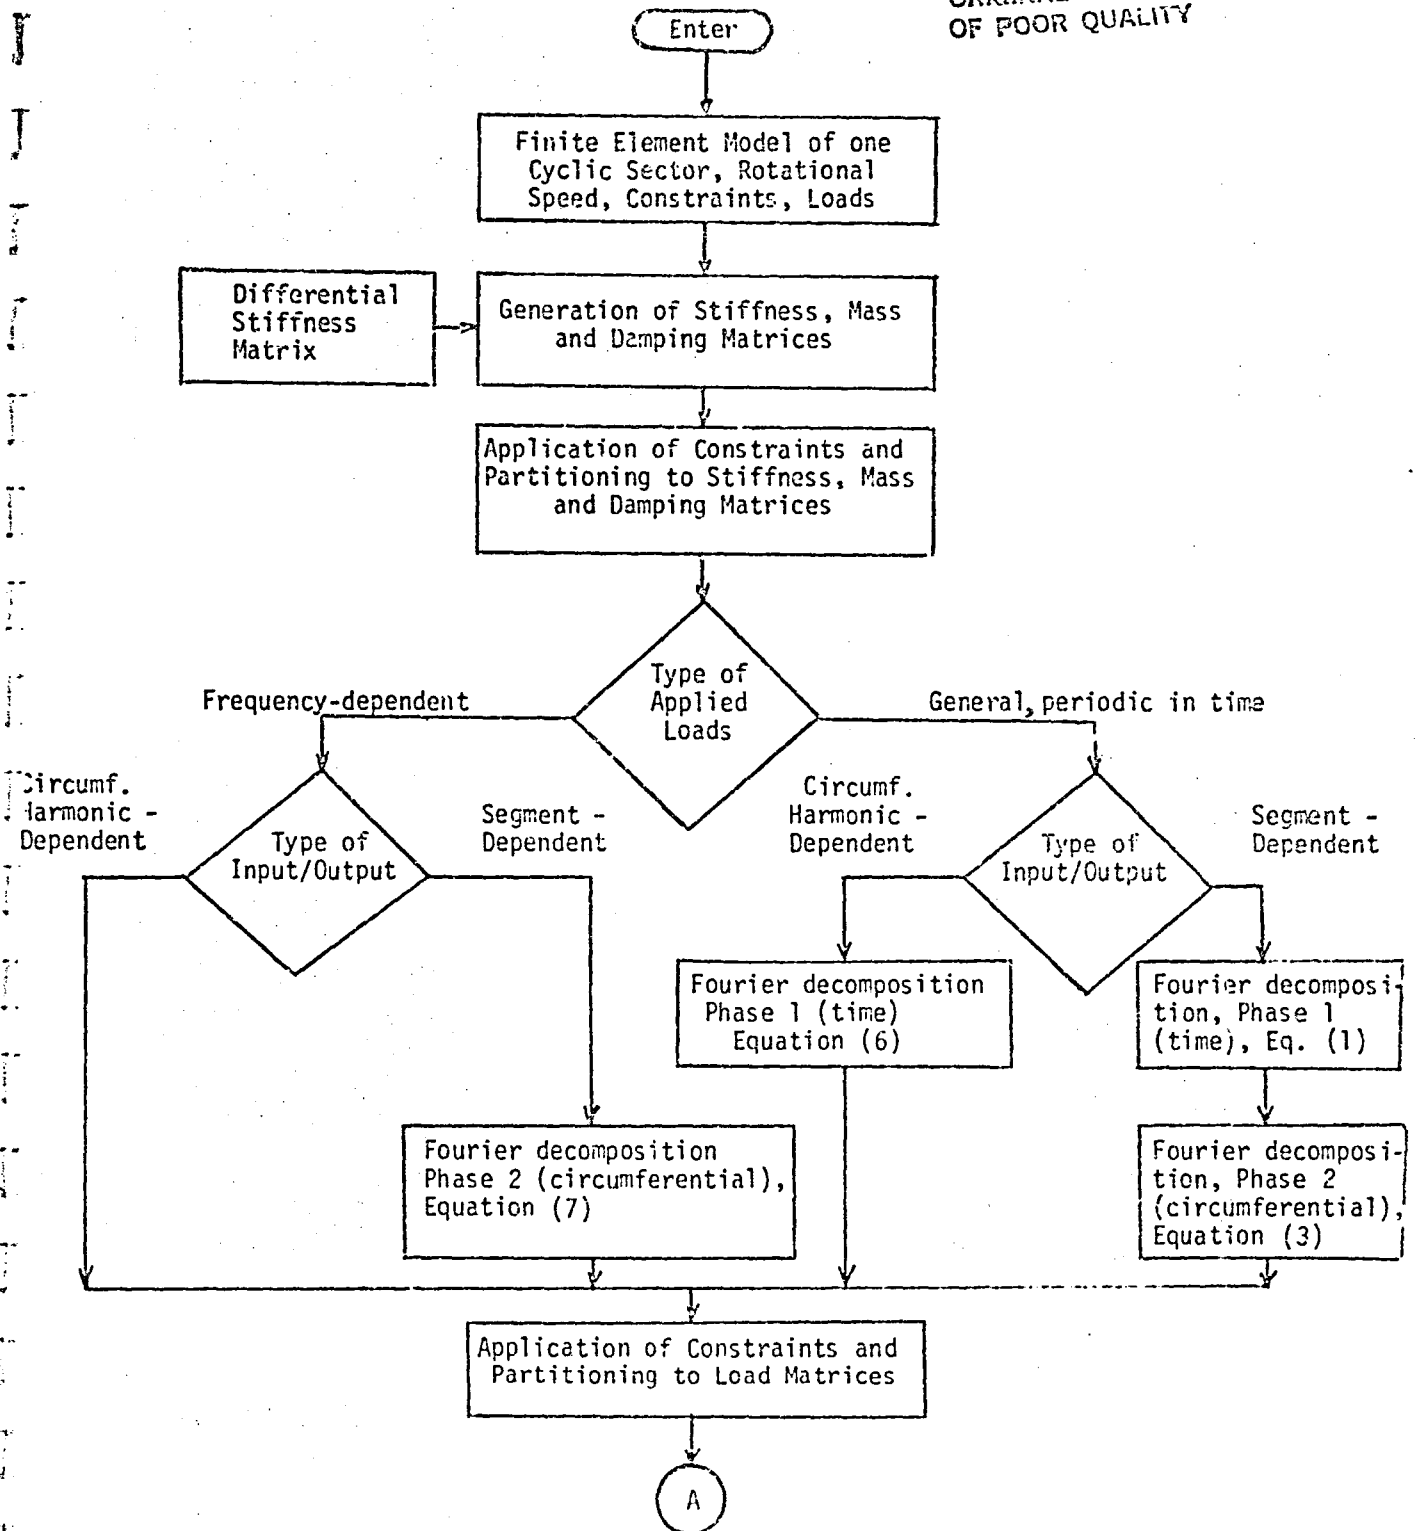 OF POOR QUALITY
Enter
Finite Element Model of one
Cyclic Sector, Rotational
Speed, Constraints, Loads
Differential
Stiffness
Matrix
Generation of Stiffness, Mass
and Damping Matrices
Application of Constraints and
Partitioning to Stiffness, Mass
and Damping Matrices
Type of
Applied
Loads
Frequency-dependent
General, periodic in time
Circumf.
Harmonic -
Dependent
Type of
Input/Output
Segment -
Dependent
Circumf.
Harmonic -
Dependent
Type of
Input/Output
Segment -
Dependent
Fourier decomposition
Phase 1 (time)
Equation (6)
Fourier decomposi-
tion, Phase 1
(time), Eq. (1)
Fourier decomposition
Phase 2 (circumferential),
Equation (7)
Fourier decomposi-
tion, Phase 2
(circumferential),
Equation (3)
Application of Constraints and
Partitioning to Load Matrices
A